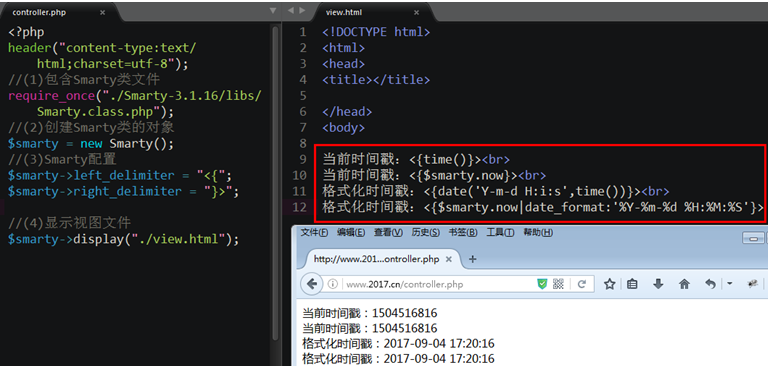 controller.php
<?php
header("content-type:text/
html;charset=utf-8");
//(1)包含Smarty类文件
require_once("./Smarty-3.1.16/libs/
Smarty.class.php");
//(2)创建Smarty类的对象
$smarty = new Smarty();
//(3)Smarty配置
$smarty->left_delimiter = "<{";
$smarty->right_delimiter = "}>";
//(4)显示视图文件
$smarty->display("./view.html");
view.html
1 <!DOCTYPE html>
2 <html>
3 <head>
4 <title></title>
5
6 </head>
7 <body>
8
9 当前时间戳：<{time()}><br>
10 当前时间戳：<{$smarty.now}><br>
11 格式化时间戳：<{date('Y-m-d H:i:s',time())}><br>
12 格式化时间戳：<{$smarty.now|date_format:'%Y-%m-%d %H:%M:%S'}>
文件(F) 编辑(E) 查看(V) 历史(S) 书签(B) 工具(T) 帮助(H)
http://www.201...ontroller.php
www.2017.cn/controller.php
当前时间戳：1504516816
当前时间戳：1504516816
格式化时间戳：2017-09-04 17:20:16
格式化时间戳：2017-09-04 17:20:16